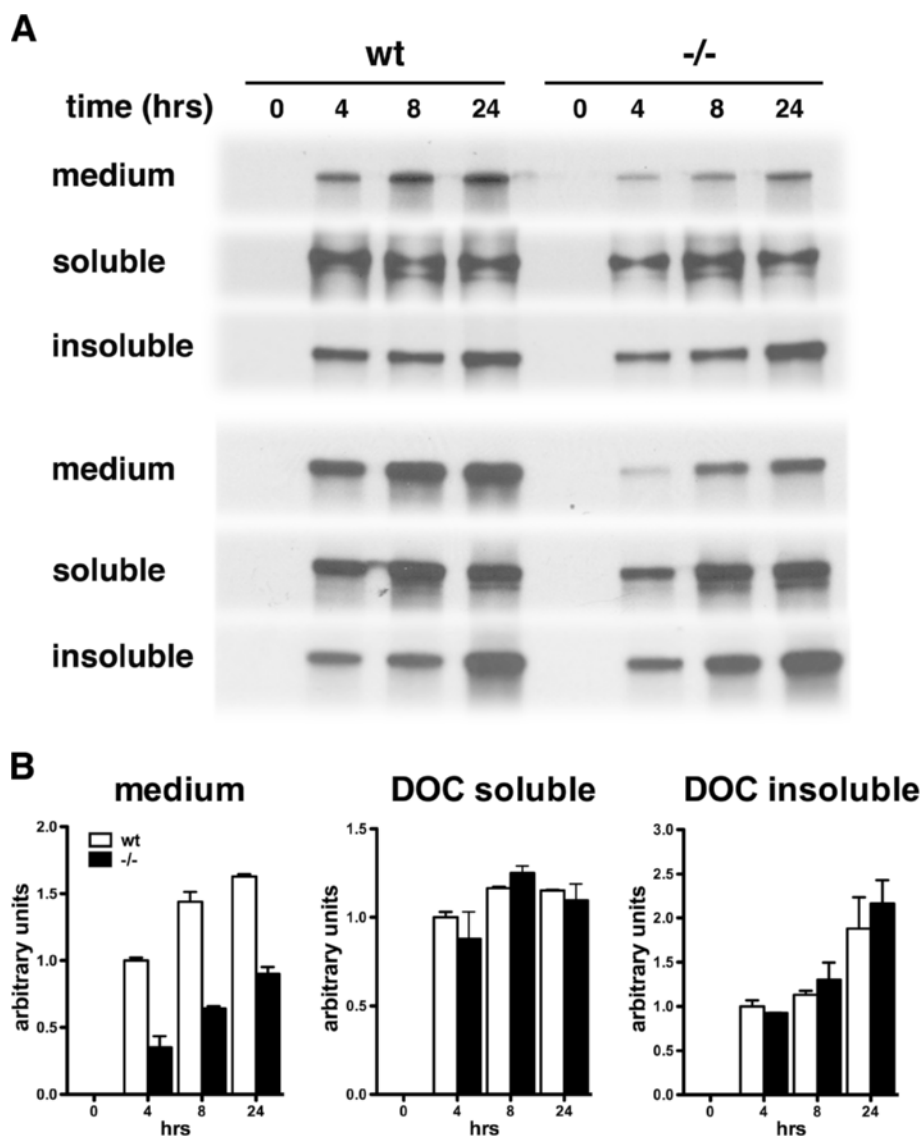 A
wt -/-
time (hrs) 0 4 8 24 0 4 8 24
medium
soluble
insoluble
medium
soluble
insoluble
B
medium
2.0
1.5
1.0
0.5
0.0
arbitrary units
wt
-/-
0 4 8 24
hrs
DOC soluble
1.5
1.0
0.5
0.0
arbitrary units
0 4 8 24
hrs
DOC insoluble
3.0
2.5
2.0
1.5
1.0
0.5
0.0
arbitrary units
0 4 8 24
hrs